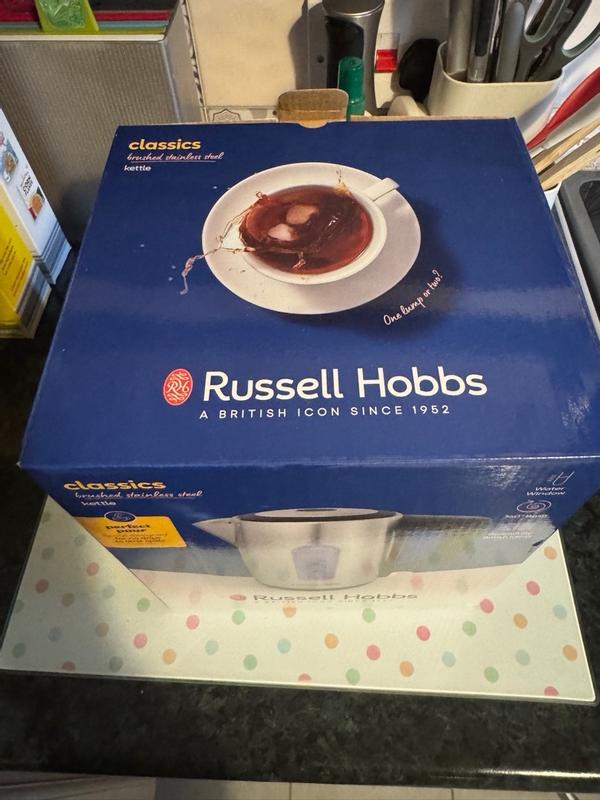 classics
brushed stainless steel
kettle
One lump or two?
RH
Russell Hobbs
A BRITISH ICON SINCE 1952
classics
brushed stainless steel
kettle
perfect
pour
Water
Window
Russell Hobbs